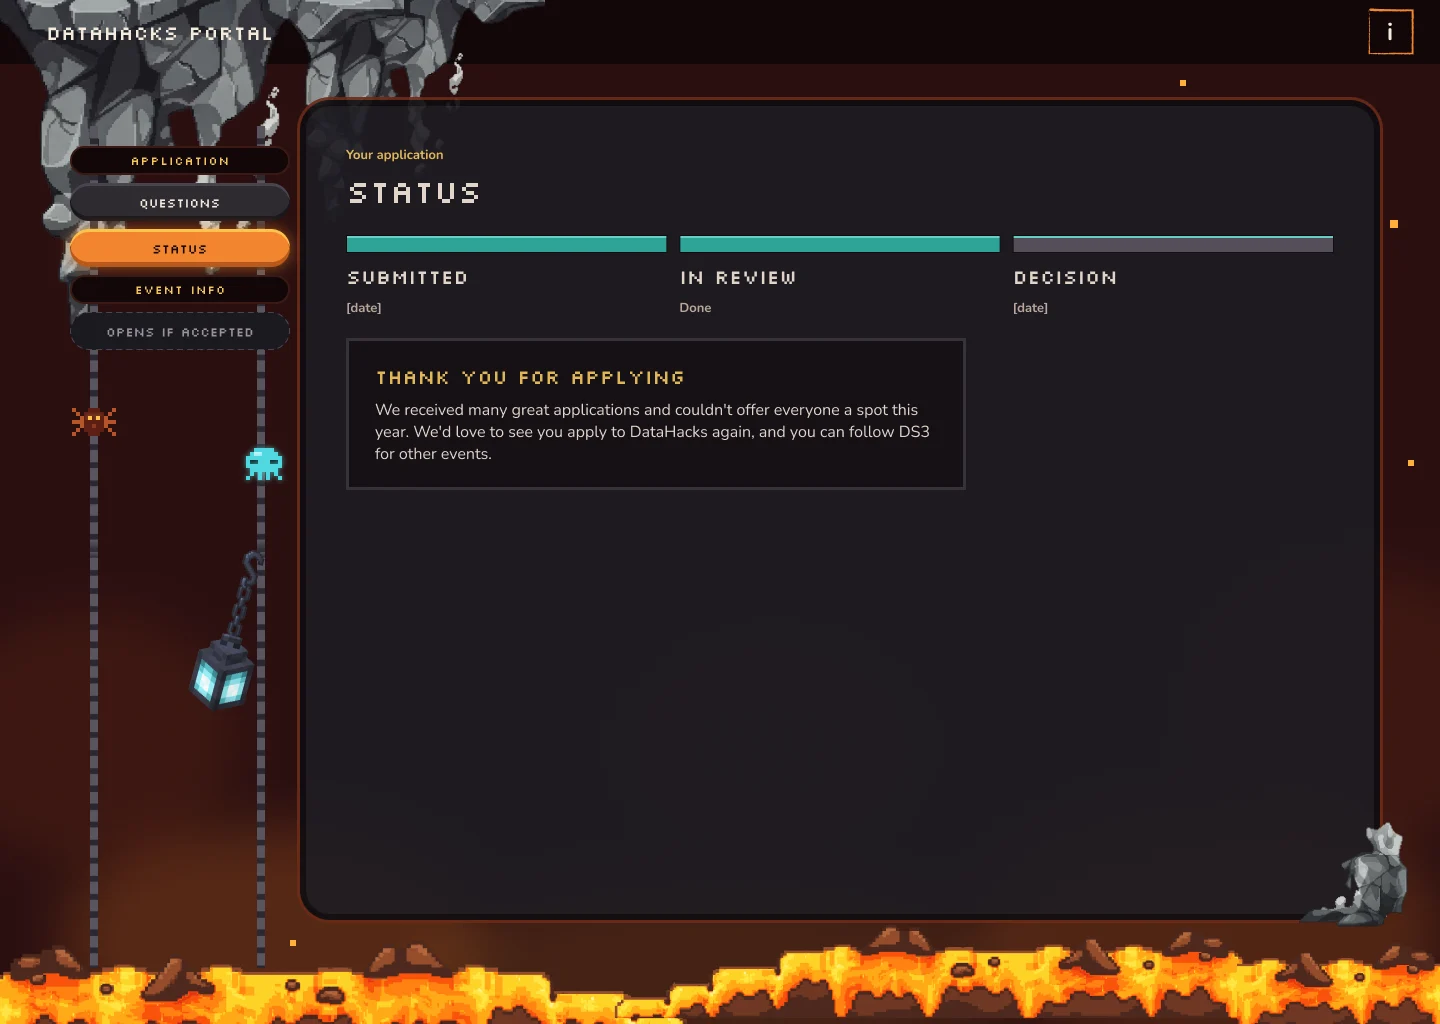 DATAHACKS PORTAL
i
APPLICATION
QUESTIONS
STATUS
EVENT INFO
OPENS IF ACCEPTED
Your application
STATUS
SUBMITTED
[date]
IN REVIEW
Done
DECISION
[date]
THANK YOU FOR APPLYING
We received many great applications and couldn't offer everyone a spot this
year. We'd love to see you apply to DataHacks again, and you can follow DS3
for other events.